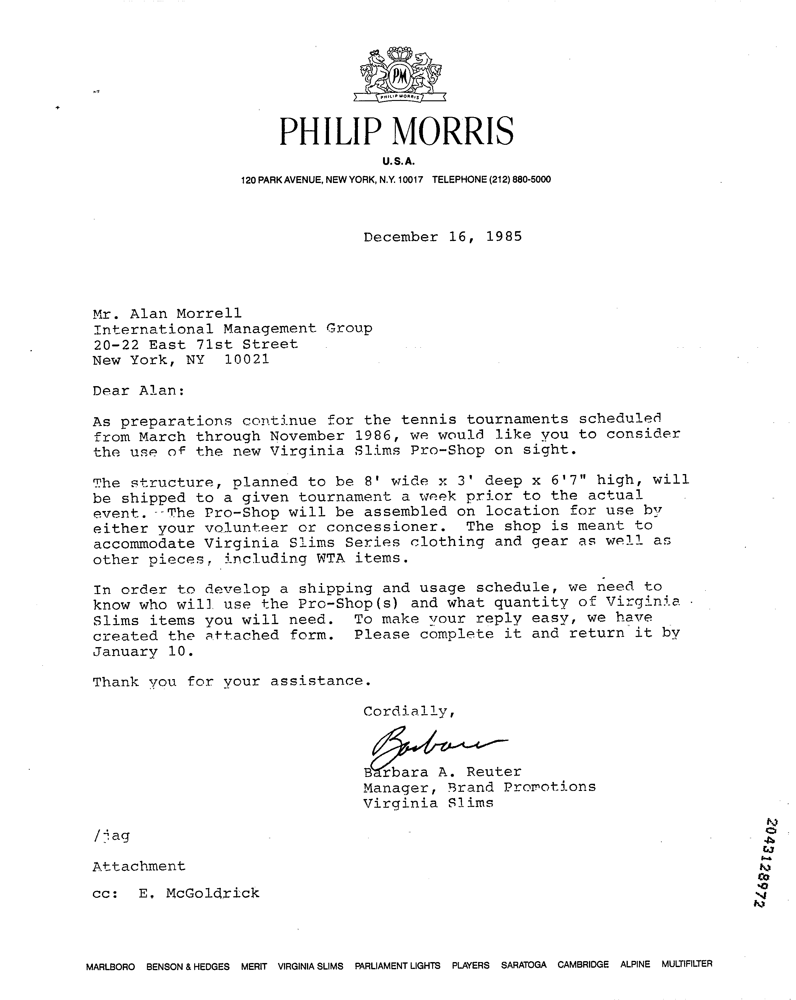 PM
PHILIP MORRIS
PHILIP MORRIS
U.S.A.
120 PARK AVENUE, NEW YORK, N.Y. 10017 TELEPHONE (212) 880-5000
December 16, 1985
Mr. Alan Morrell
International Management Group
20-22 East 71st Street
New York, NY 10021
Dear Alan:
As preparations continue for the tennis tournaments scheduled
from March through November 1986, we would like you to consider
the use of the new Virginia Slims Pro-Shop on sight.
The structure, planned to be 8' wide x 3' deep x 6'7" high, will
be shipped to a given tournament a week prior to the actual
event. The Pro-Shop will be assembled on location for use by
either your volunteer or concessioner. The shop is meant to
accommodate Virginia Slims Series clothing and gear as well as
other pieces, including WTA items.
In order to develop a shipping and usage schedule, we need to
know who will use the Pro-Shop(s) and what quantity of Virginia
Slims items you will need. To make your reply easy, we have
created the attached form. Please complete it and return it by
January 10.
Thank you for your assistance.
Cordially,
Barbara
Barbara A. Reuter
Manager, Brand Promotions
Virginia Slims
/jag
Attachment
cc: E. McGoldrick
2043128972
MARLBORO BENSON & HEDGES MERIT VIRGINIA SLIMS PARLIAMENT LIGHTS PLAYERS SARATOGA CAMBRIDGE ALPINE MULTIFILTER